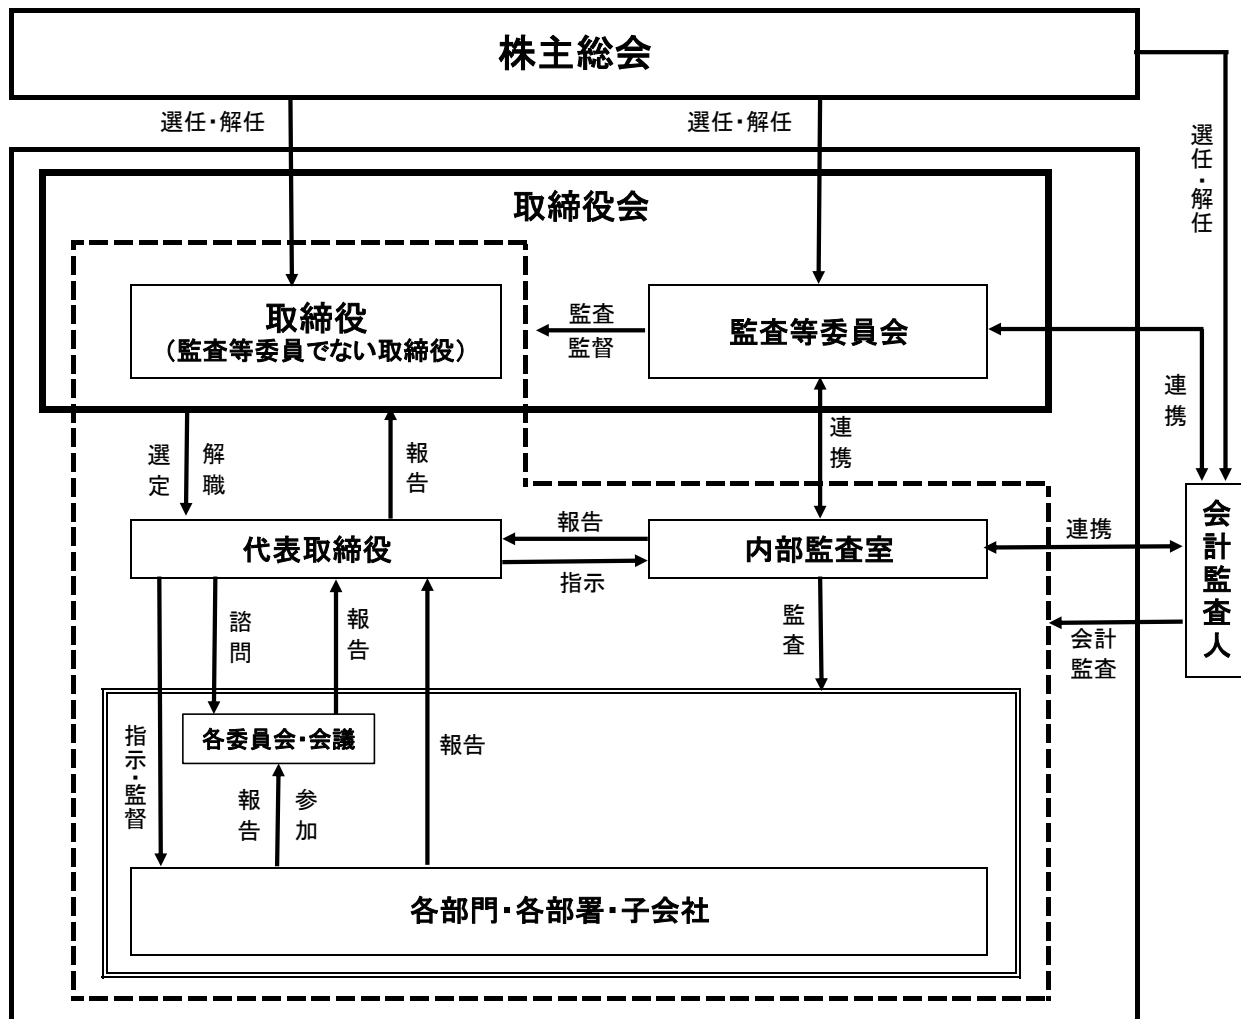 株主総会
選任・解任
選任・解任
選任・解任
取締役会
取締役
（監査等委員でない取締役）
監査
監督
監査等委員会
連携
選定
解職
報告
連携
代表取締役
報告
指示
内部監査室
連携
会計監査人
会計
監査
諮問
報告
監査
指示・監督
各委員会・会議
報告
報告
参加
各部門・各部署・子会社